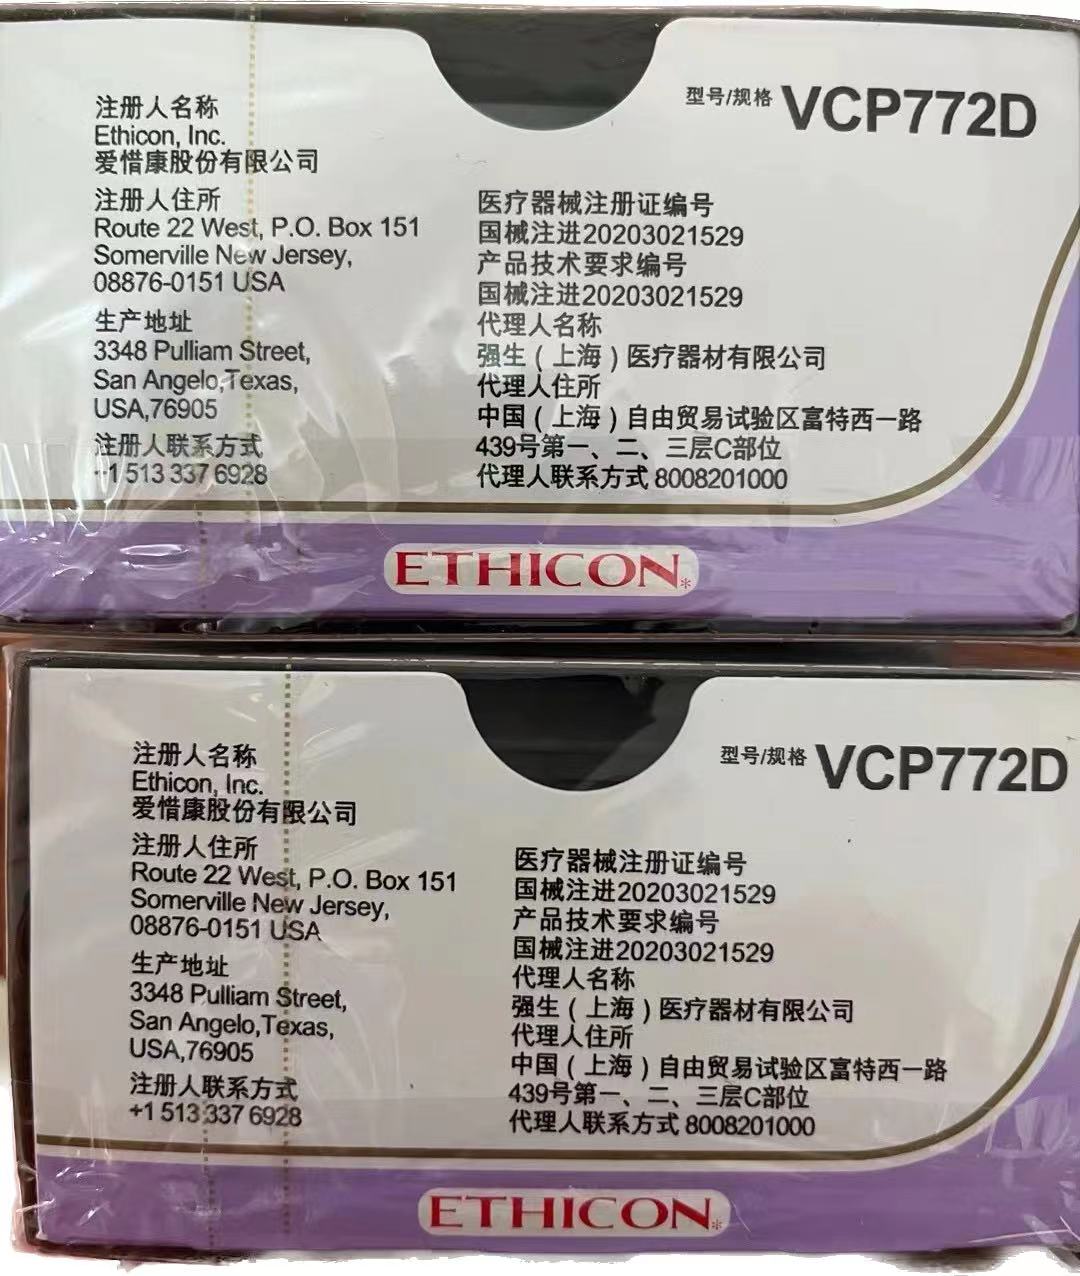 注册人名称
Ethicon, Inc.
爱惜康股份有限公司
注册人住所
Route 22 West, P.O. Box 151
Somerville New Jersey,
08876-0151 USA
生产地址
3348 Pulliam Street,
San Angelo,Texas,
USA,76905
注册人联系方式
+1 513 337 6928
型号/规格 VCP772D
医疗器械注册证编号
国械注进20203021529
产品技术要求编号
国械注进20203021529
代理人名称
强生（上海）医疗器材有限公司
代理人住所
中国（上海）自由贸易试验区富特西一路
439号第一、二、三层C部位
代理人联系方式 8008201000
ETHICON*
注册人名称
Ethicon, Inc.
爱惜康股份有限公司
注册人住所
Route 22 West, P.O. Box 151
Somerville New Jersey,
08876-0151 USA
生产地址
3348 Pulliam Street,
San Angelo,Texas,
USA,76905
注册人联系方式
+1 513 337 6928
型号/规格 VCP772D
医疗器械注册证编号
国械注进20203021529
产品技术要求编号
国械注进20203021529
代理人名称
强生（上海）医疗器材有限公司
代理人住所
中国（上海）自由贸易试验区富特西一路
439号第一、二、三层C部位
代理人联系方式 8008201000
ETHICON*